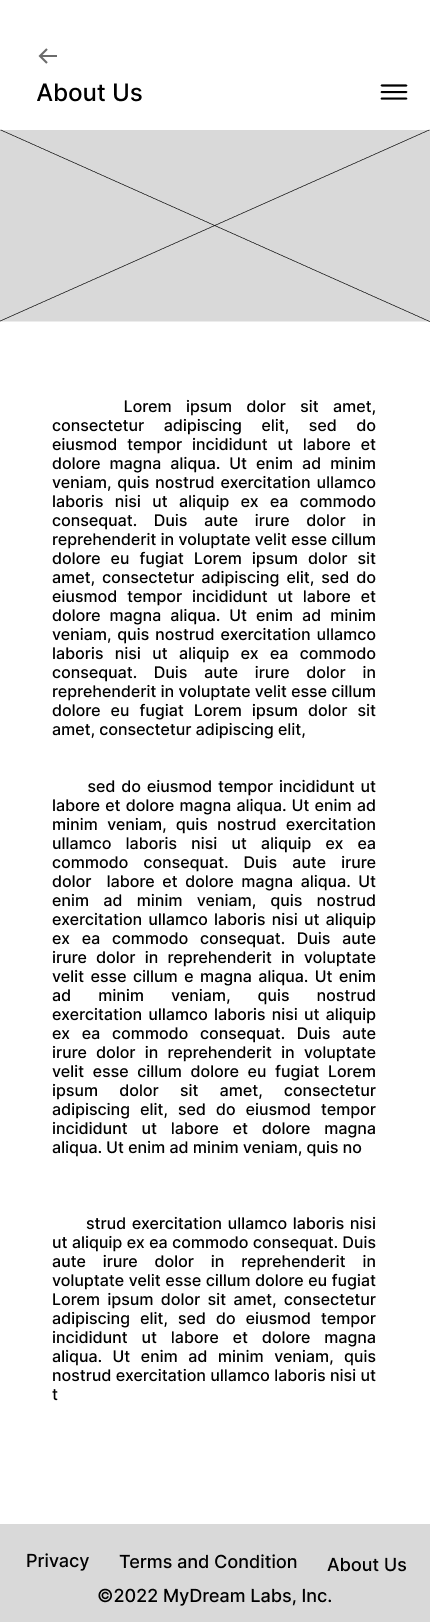 About Us
Lorem ipsum dolor sit amet,
consectetur adipiscing elit, sed do
eiusmod tempor incididunt ut labore et
dolore magna aliqua. Ut enim ad minim
veniam, quis nostrud exercitation ullamco
laboris nisi ut aliquip ex ea commodo
consequat. Duis aute irure dolor in
reprehenderit in voluptate velit esse cillum
dolore eu fugiat Lorem ipsum dolor sit
amet, consectetur adipiscing elit, sed do
eiusmod tempor incididunt ut labore et
dolore magna aliqua. Ut enim ad minim
veniam, quis nostrud exercitation ullamco
laboris nisi ut aliquip ex ea commodo
consequat. Duis aute irure dolor in
reprehenderit in voluptate velit esse cillum
dolore eu fugiat Lorem ipsum dolor sit
amet, consectetur adipiscing elit,
sed do eiusmod tempor incididunt ut
labore et dolore magna aliqua. Ut enim ad
minim veniam, quis nostrud exercitation
ullamco laboris nisi ut aliquip ex ea
commodo consequat. Duis aute irure
dolor labore et dolore magna aliqua. Ut
enim ad minim veniam, quis nostrud
exercitation ullamco laboris nisi ut aliquip
ex ea commodo consequat. Duis aute
irure dolor in reprehenderit in voluptate
velit esse cillum e magna aliqua. Ut enim
ad minim veniam, quis nostrud
exercitation ullamco laboris nisi ut aliquip
ex ea commodo consequat. Duis aute
irure dolor in reprehenderit in voluptate
velit esse cillum dolore eu fugiat Lorem
ipsum dolor sit amet, consectetur
adipiscing elit, sed do eiusmod tempor
incididunt ut labore et dolore magna
aliqua. Ut enim ad minim veniam, quis no
strud exercitation ullamco laboris nisi
ut aliquip ex ea commodo consequat. Duis
aute irure dolor in reprehenderit in
voluptate velit esse cillum dolore eu fugiat
Lorem ipsum dolor sit amet, consectetur
adipiscing elit, sed do eiusmod tempor
incididunt ut labore et dolore magna
aliqua. Ut enim ad minim veniam, quis
nostrud exercitation ullamco laboris nisi ut
t
Privacy Terms and Condition About Us
©2022 MyDream Labs, Inc.